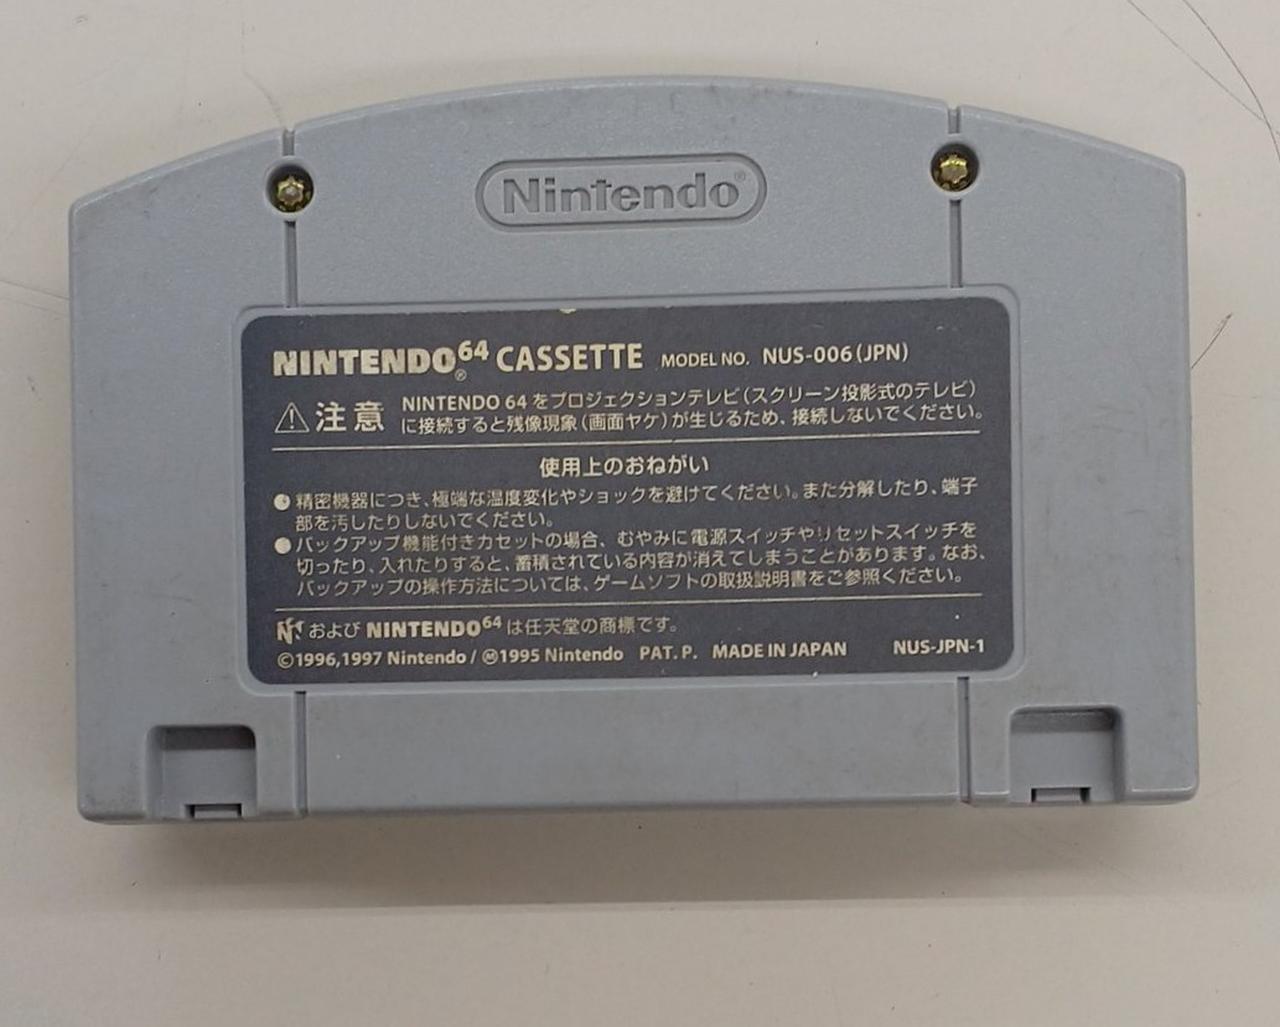 Nintendo®
NINTENDO®64 CASSETTE MODEL NO. NUS-006(JPN)
⚠注意 NINTENDO 64をプロジェクションテレビ(スクリーン投影式のテレビ)
に接続すると残像現象(画面ヤケ)が生じるため、接続しないでください。
使用上のおねがい
●精密機器につき、極端な温度変化やショックを避けてください。また分解したり、端子
部を汚したりしないでください。
●バックアップ機能付きカセットの場合、むやみに電源スイッチやリセットスイッチを
切ったり、入れたりすると、蓄積されている内容が消えてしまうことがあります。なお、
バックアップの操作方法については、ゲームソフトの取扱説明書をご参照ください。
および NINTENDO64 は任天堂の商標です。
©1996,1997 Nintendo / Ⓜ1995 Nintendo PAT. P. MADE IN JAPAN NUS-JPN-1